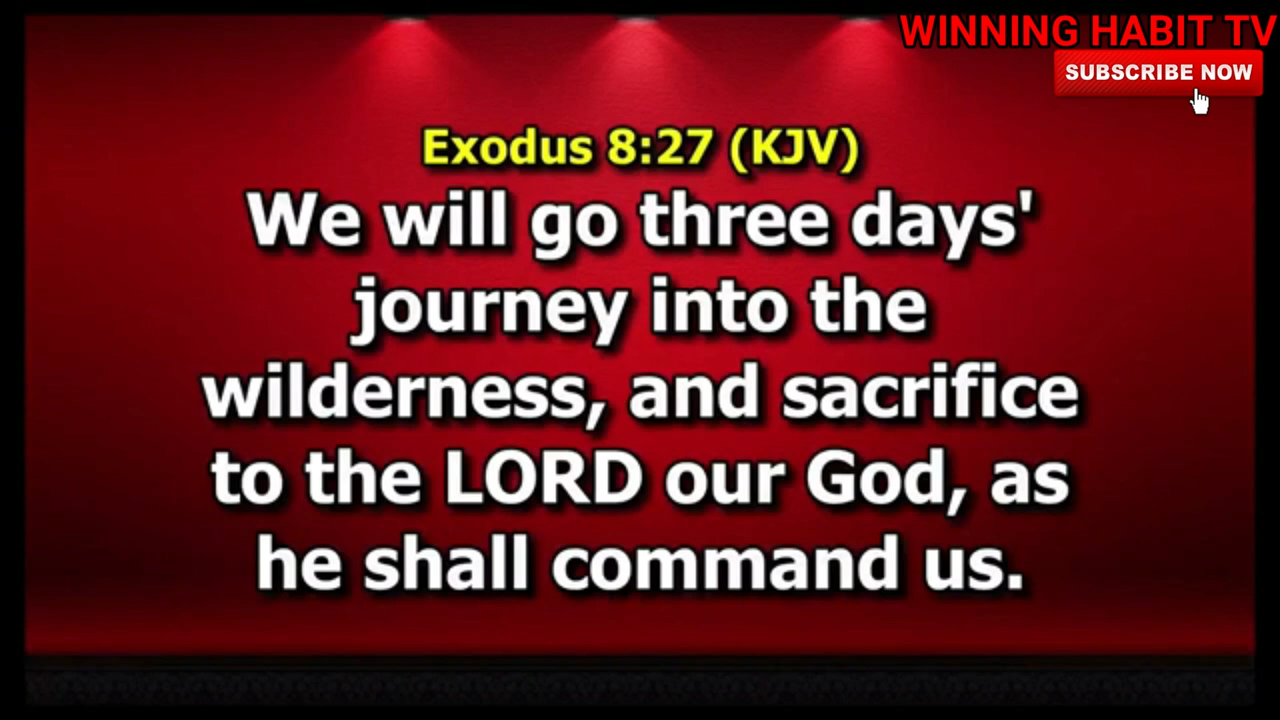 WINNING HABIT TV
SUBSCRIBE NOW
Exodus 8:27 (KJV)
We will go three days'
journey into the
wilderness, and sacrifice
to the LORD our God, as
he shall command us.